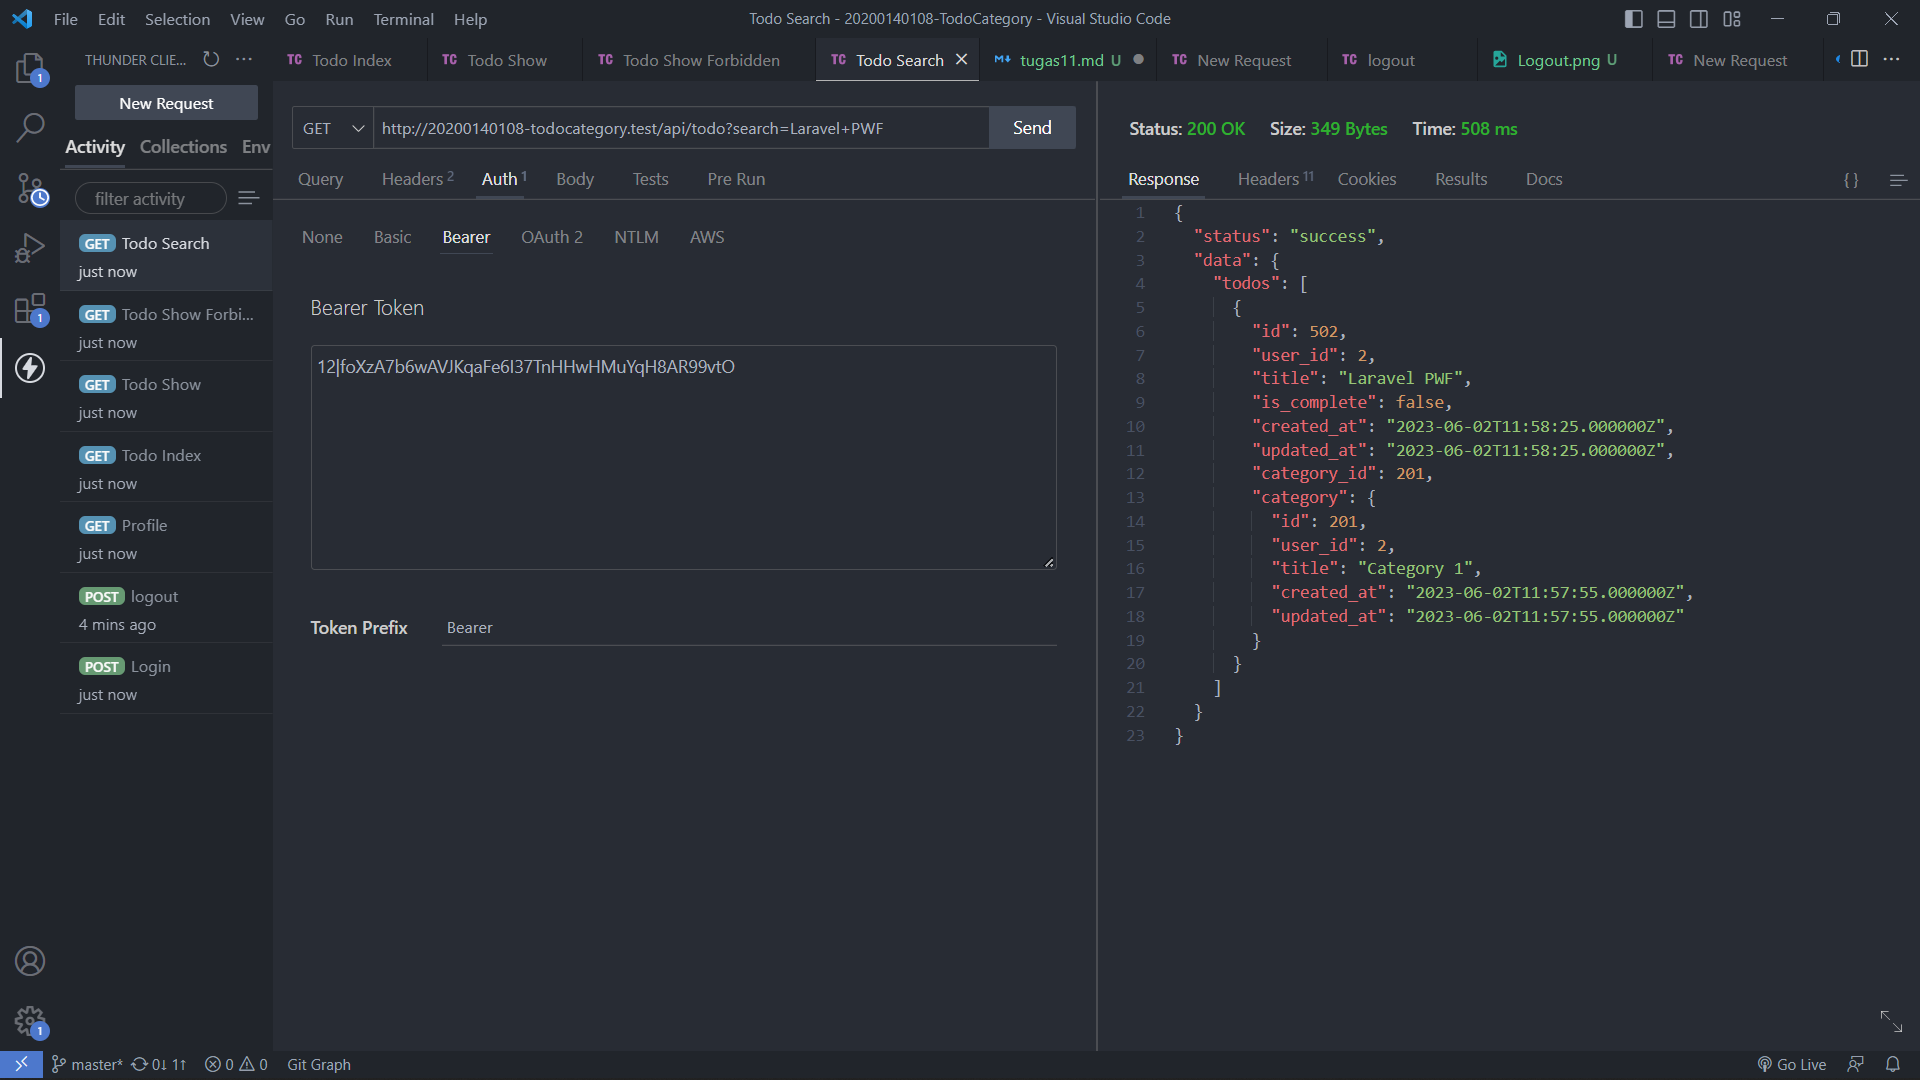 File Edit Selection View Go Run Terminal Help
Todo Search - 20200140108-TodoCategory - Visual Studio Code
THUNDER CLIE...
TC Todo Index
TC Todo Show
TC Todo Show Forbidden
TC Todo Search
tugas11.md U
TC New Request
TC logout
Logout.png U
TC New Request
New Request
Activity Collections Env
filter activity
GET Todo Search
just now
GET Todo Show Forbi...
just now
GET Todo Show
just now
GET Todo Index
just now
GET Profile
just now
POST logout
4 mins ago
POST Login
just now
GET http://20200140108-todocategory.test/api/todo?search=Laravel+PWF Send
Query Headers 2 Auth 1 Body Tests Pre Run
None Basic Bearer OAuth 2 NTLM AWS
Bearer Token
12|foXzA7b6wAVJKqaFe6I37TnHHwHMuYqH8AR99vtO
Token Prefix Bearer
Status: 200 OK Size: 349 Bytes Time: 508 ms
Response Headers 11 Cookies Results Docs { }
1 {
2 "status": "success",
3 "data": {
4 "todos": [
5 {
6 "id": 502,
7 "user_id": 2,
8 "title": "Laravel PWF",
9 "is_complete": false,
10 "created_at": "2023-06-02T11:58:25.000000Z",
11 "updated_at": "2023-06-02T11:58:25.000000Z",
12 "category_id": 201,
13 "category": {
14 "id": 201,
15 "user_id": 2,
16 "title": "Category 1",
17 "created_at": "2023-06-02T11:57:55.000000Z",
18 "updated_at": "2023-06-02T11:57:55.000000Z"
19 }
20 }
21 ]
22 }
23 }
1
1
1
master* 0↓ 1↑ 0 0 Git Graph
Go Live